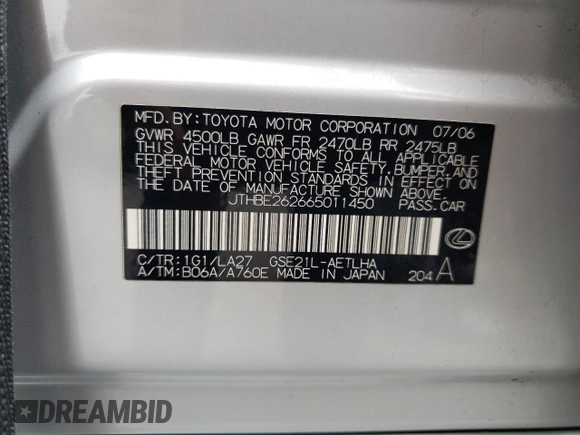 MFD. BY: TOYOTA MOTOR CORPORATION 07/06
GVWR 4500LB GAWR FR 2470LB RR 2475LB
THIS VEHICLE CONFORMS TO ALL APPLICABLE
FEDERAL MOTOR VEHICLE SAFETY, BUMPER, AND
THEFT PREVENTION STANDARDS IN EFFECT ON
THE DATE OF MANUFACTURE SHOWN ABOVE.
JTHBE262665011450 PASS. CAR
C/TR: 1G1/LA27 GSE21L-AETLHA
A/TM: B06A/A760E MADE IN JAPAN 204 A
DREAMBID